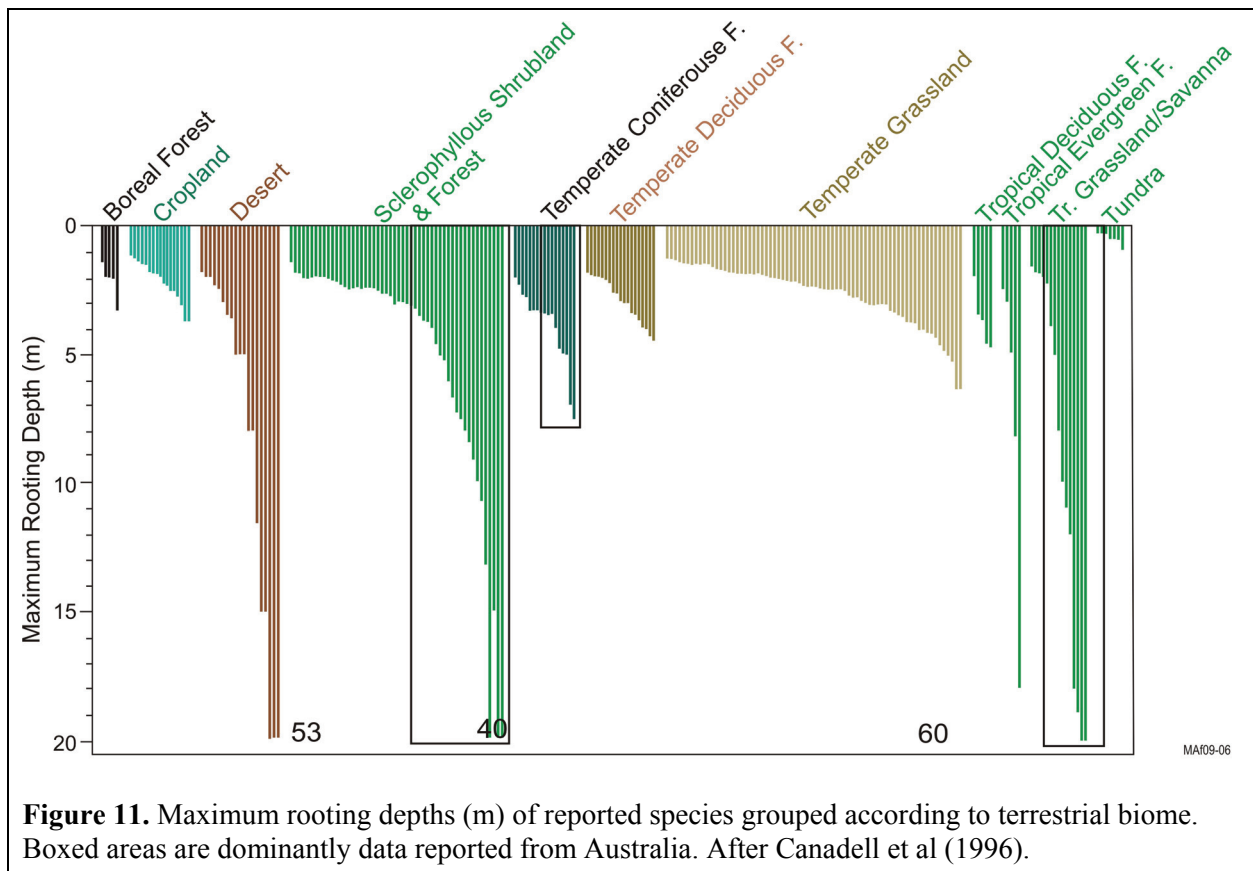 Boreal Forest
Cropland
Desert
Sclerophyllous Shrubland
& Forest
Temperate Coniferouse F.
Temperate Deciduous F.
Temperate Grassland
Tropical Deciduous F.
Tropical Evergreen F.
Tr. Grassland/Savanna
Tundra
Maximum Rooting Depth (m)
0
5
10
15
20
53
40
60
MAf09-06
Figure 11. Maximum rooting depths (m) of reported species grouped according to terrestrial biome.
Boxed areas are dominantly data reported from Australia. After Canadell et al (1996).